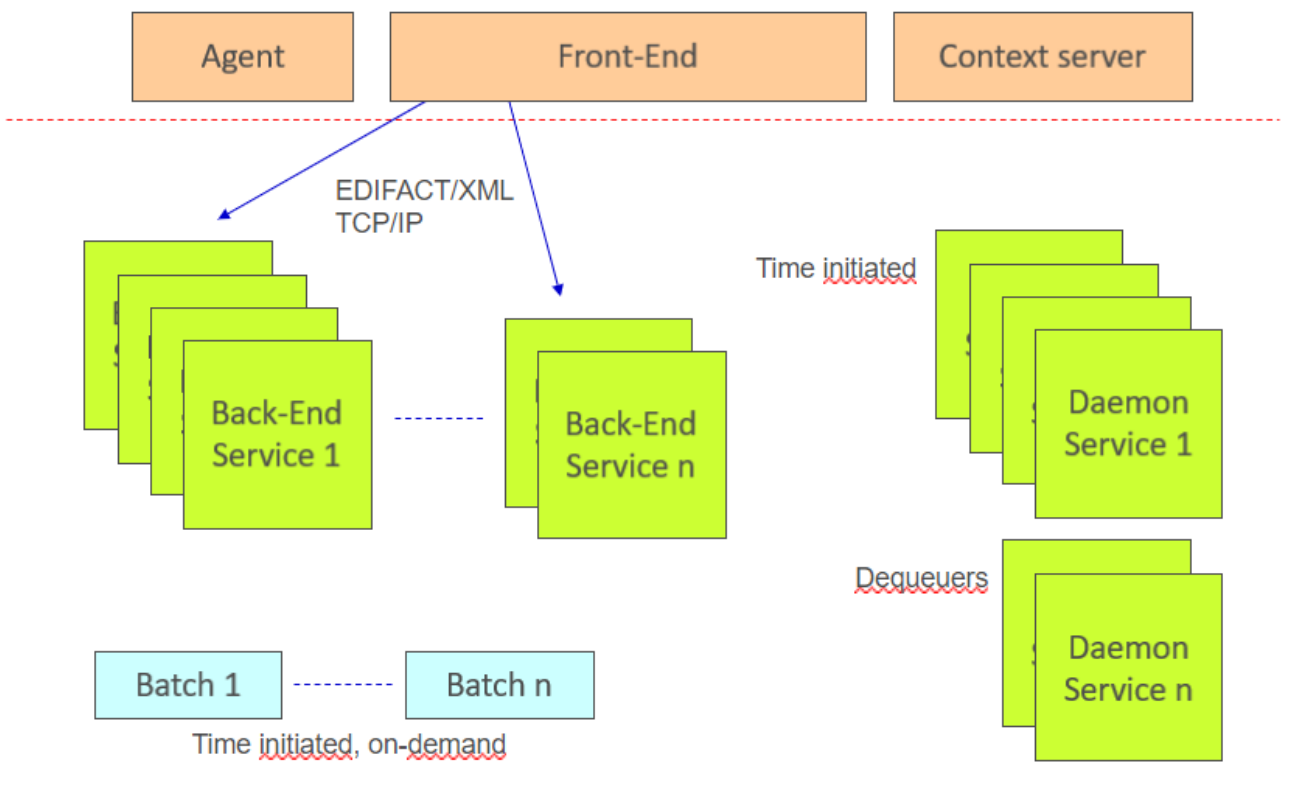 Agent
Front-End
Context server
EDIFACT/XML
TCP/IP
Time initiated
Back-End
Service 1
Back-End
Service n
Daemon
Service 1
Dequeuers
Daemon
Service n
Batch 1
Batch n
Time initiated, on-demand